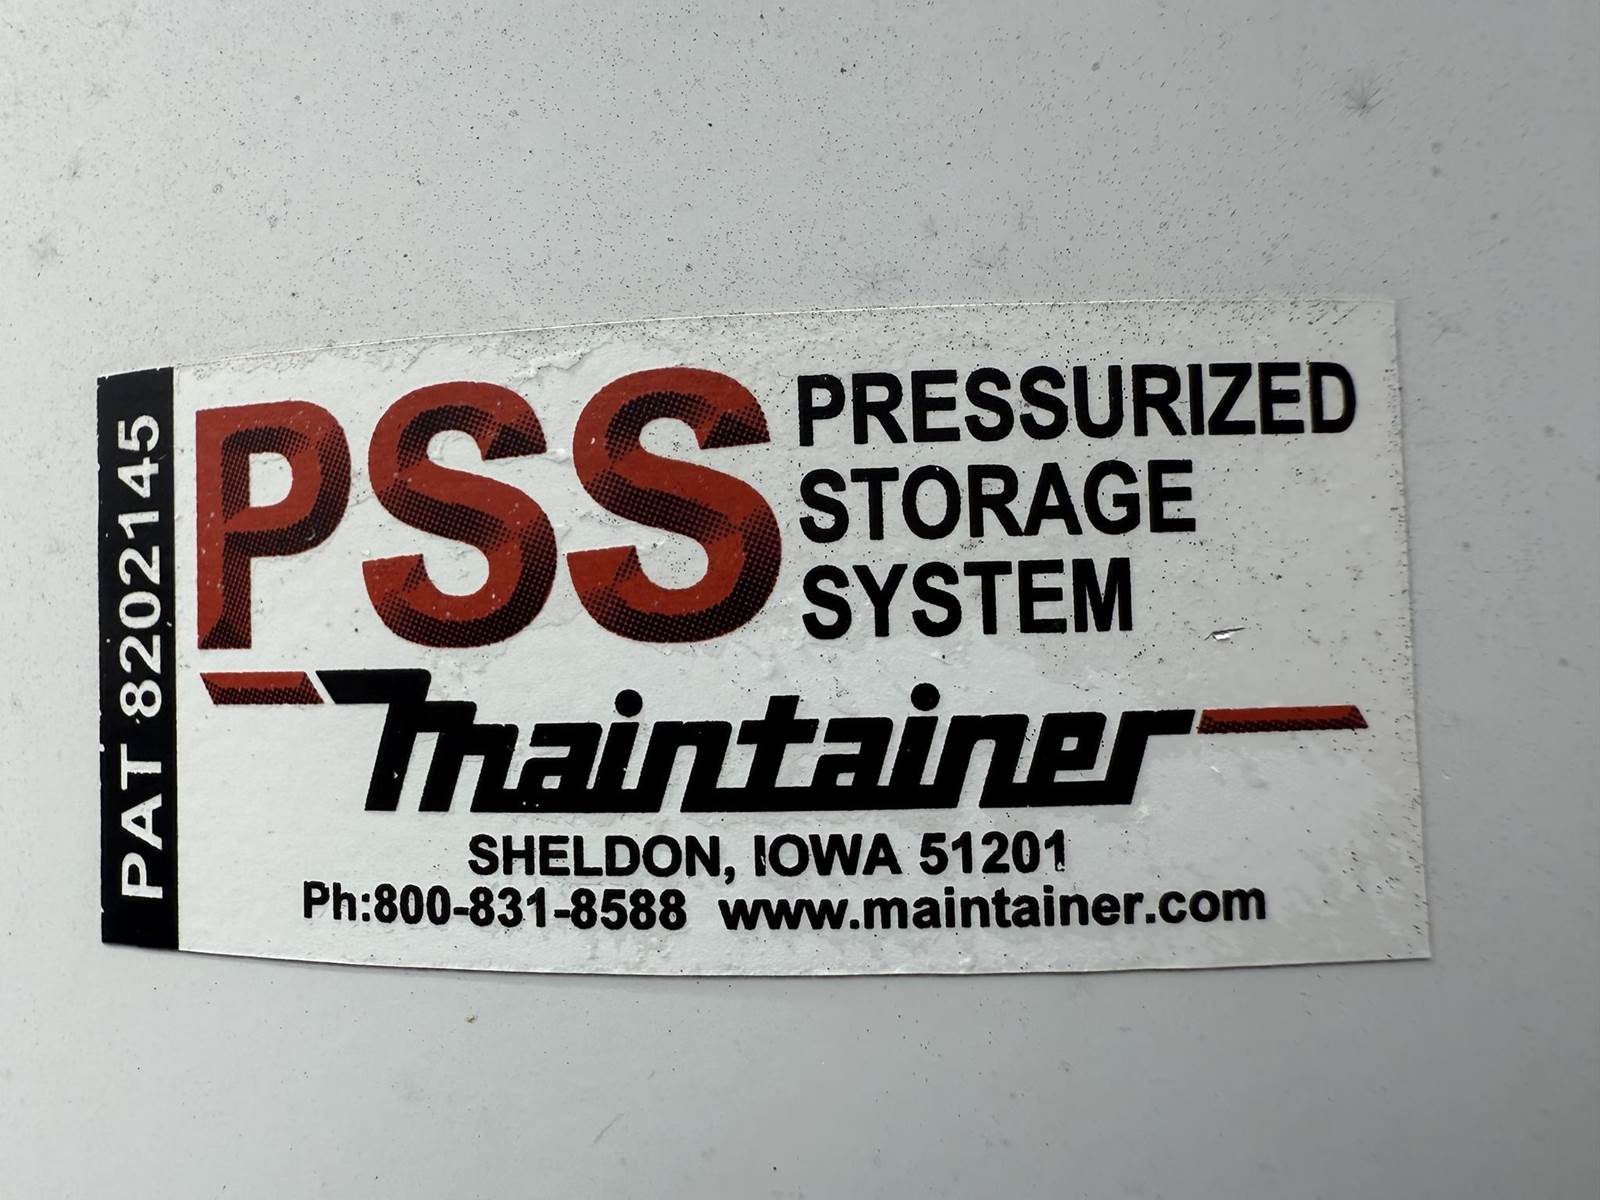 PAT 8202145
PSS
PRESSURIZED
STORAGE
SYSTEM
maintainer
SHELDON, IOWA 51201
Ph:800-831-8588 www.maintainer.com